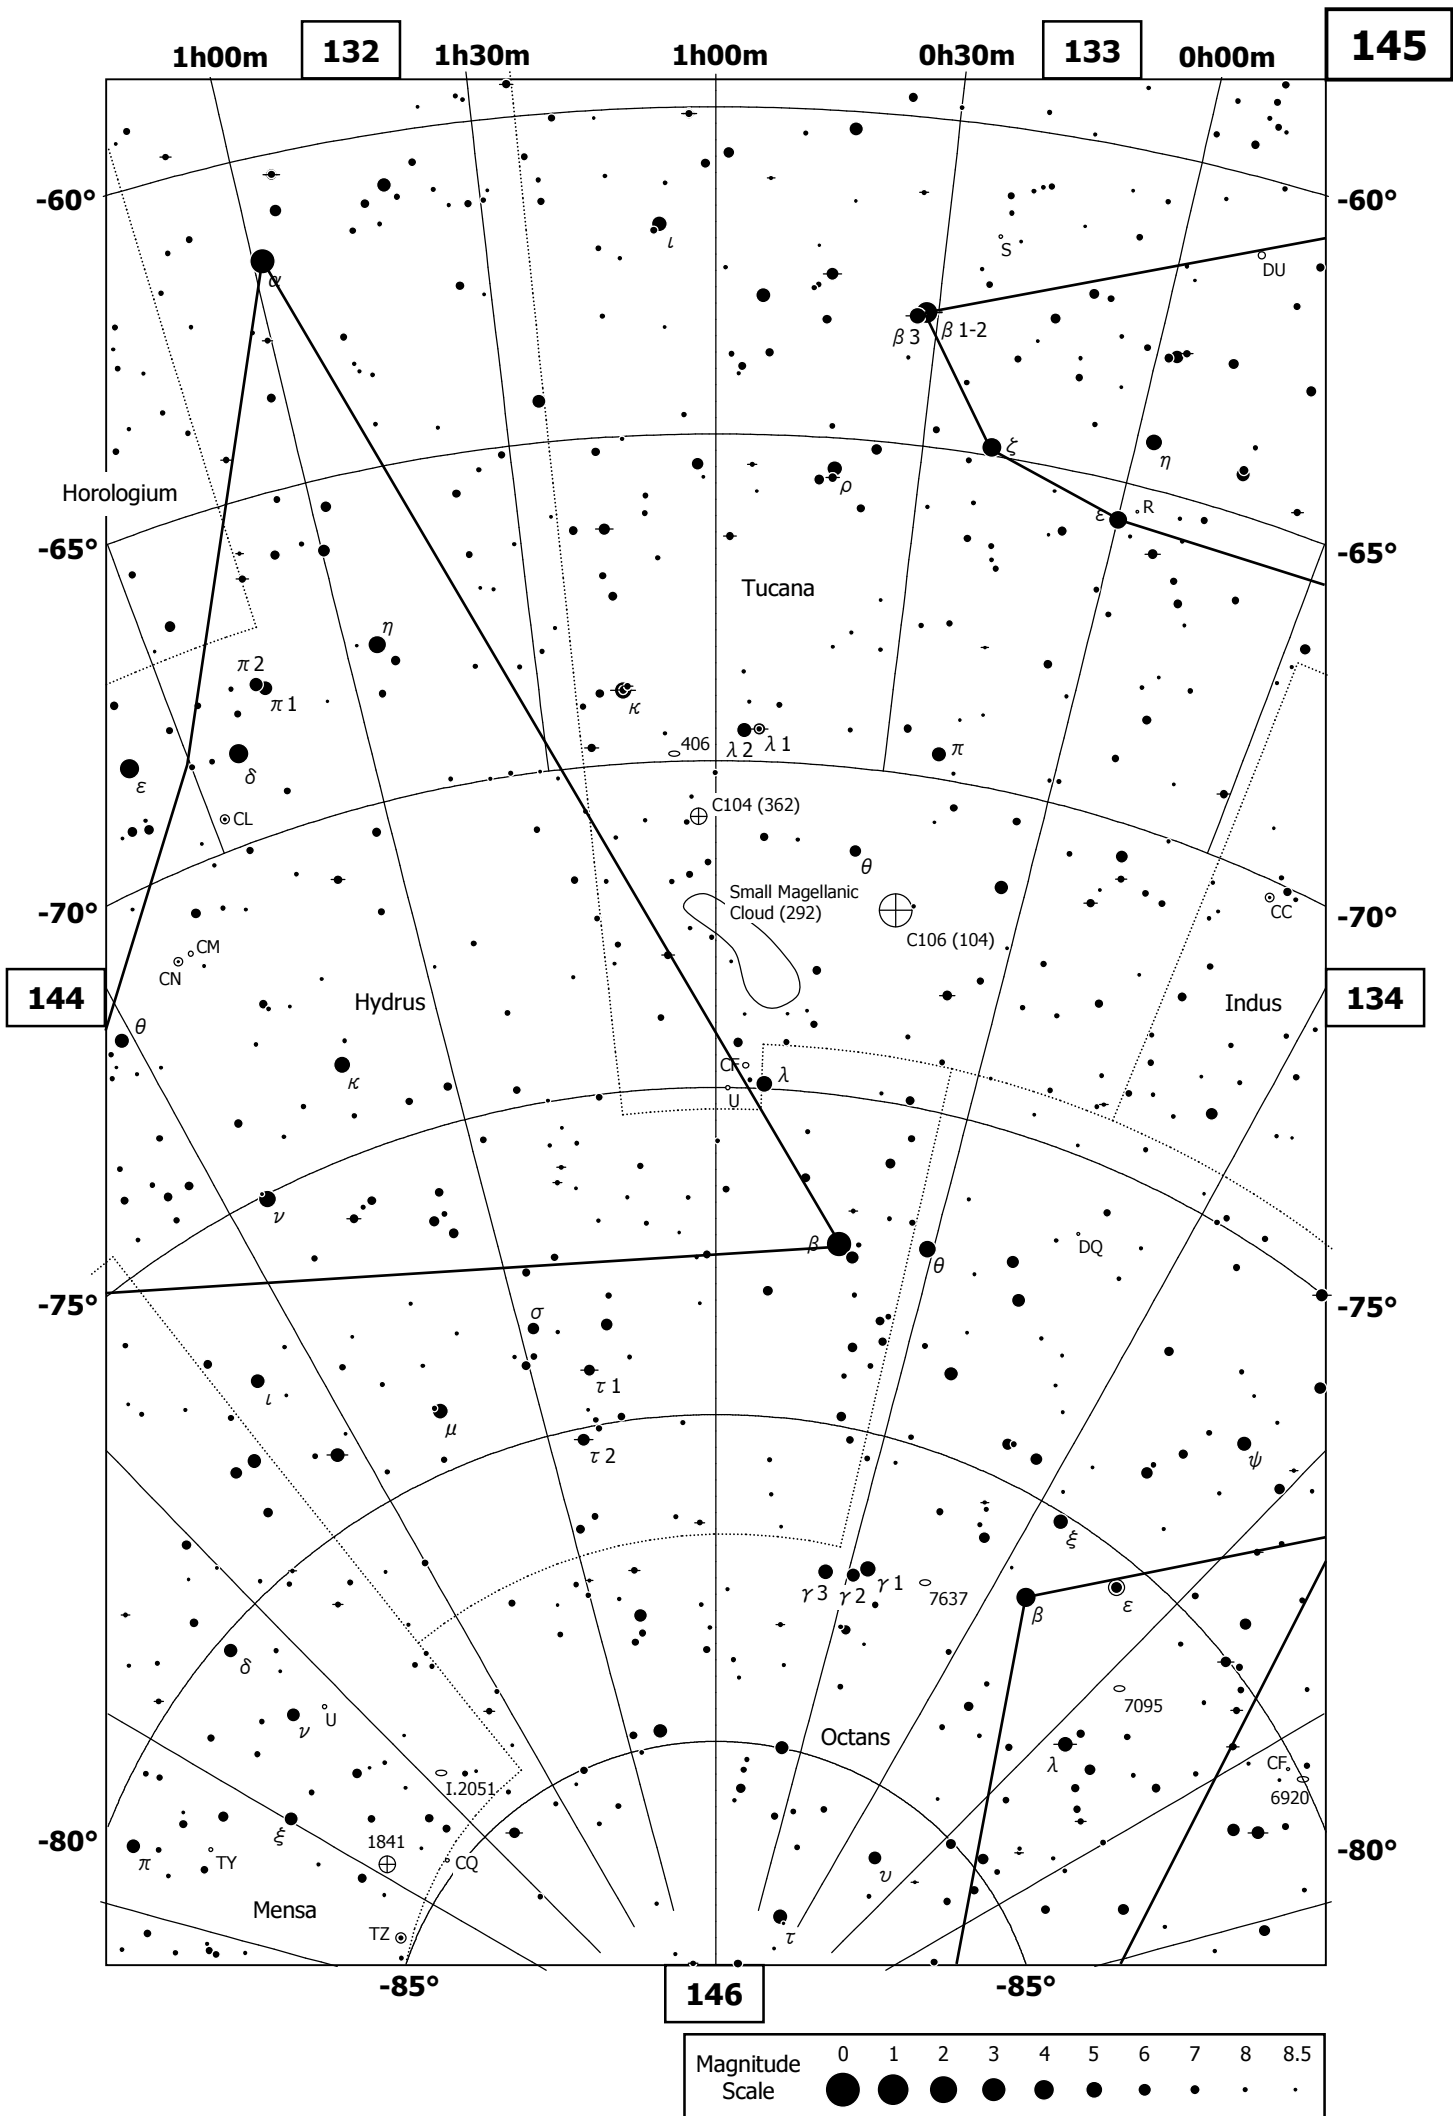 1h00m 132 1h30m 1h00m 0h30m 133 0h00m 145
-60° -60°
ι
S
α
DU
β 3 β 1-2
ζ
η
Horologium
ρ
ε R
-65° -65°
Tucana
η
π 2
π 1
κ
406 λ 2 λ 1 π
ε δ
CL
C104 (362)
θ
Small Magellanic
Cloud (292)
-70° CC -70°
C106 (104)
CM
CN
144 Hydrus Indus 134
θ
CF λ
κ
U
ν
β DQ
θ
-75° -75°
σ
τ 1
ι
μ
τ 2 ψ
ξ
γ 3 γ 2 γ 1
7637 β ε
δ
7095
ν U
Octans
λ CF
I.2051
6920
ξ
-80° 1841 -80°
π TY CQ υ
Mensa
TZ τ
-85° 146 -85°
Magnitude 0 1 2 3 4 5 6 7 8 8.5
Scale